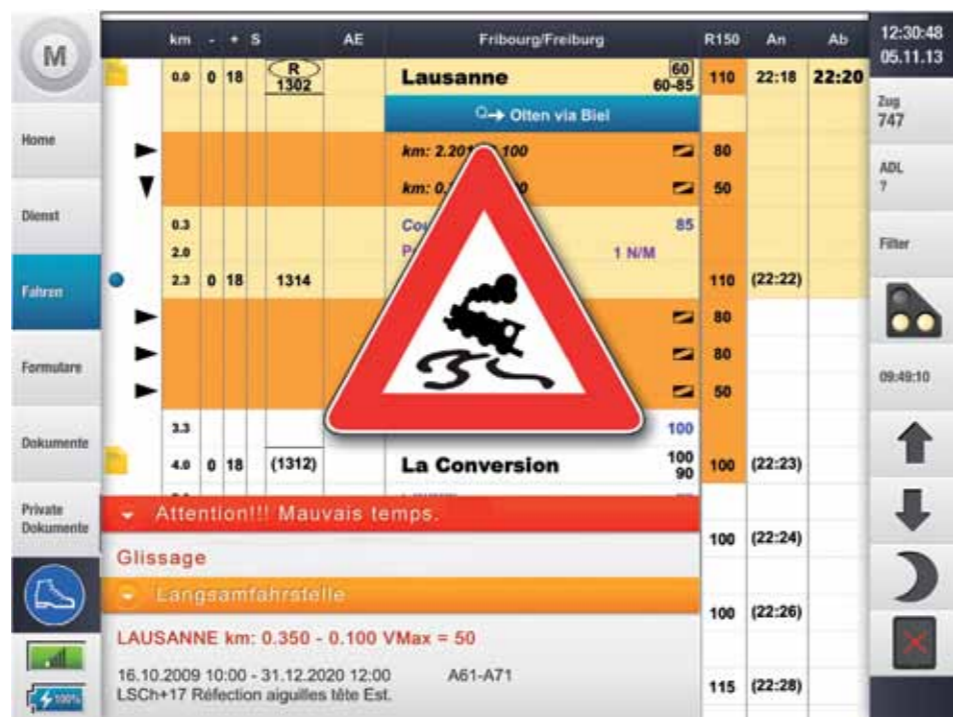 M
Home
Dienst
Fahren
Formulare
Dokumente
Private
Dokumente
100%
km - + S AE Fribourg/Freiburg R150 An Ab
0.0 0 18 R 1302 Lausanne 60 60-85 110 22:18 22:20
Olten via Biel
km: 2.201 .100 80
km: 0. 50
0.3 85
2.0 1 N/M
2.3 0 18 1314 110 (22:22)
80
80
50
3.3 100
4.0 0 18 (1312) La Conversion 100 90 100 (22:23)
100 (22:24)
100 (22:26)
115 (22:28)
Attention!!! Mauvais temps.
Glissage
Langsamfahrstelle
LAUSANNE km: 0.350 - 0.100 VMax = 50
16.10.2009 10:00 - 31.12.2020 12:00 A61-A71
LSCh+17 Réfection aiguilles tête Est.
12:30:48
05.11.13
Zug
747
ADL
?
Filter
09:49:10